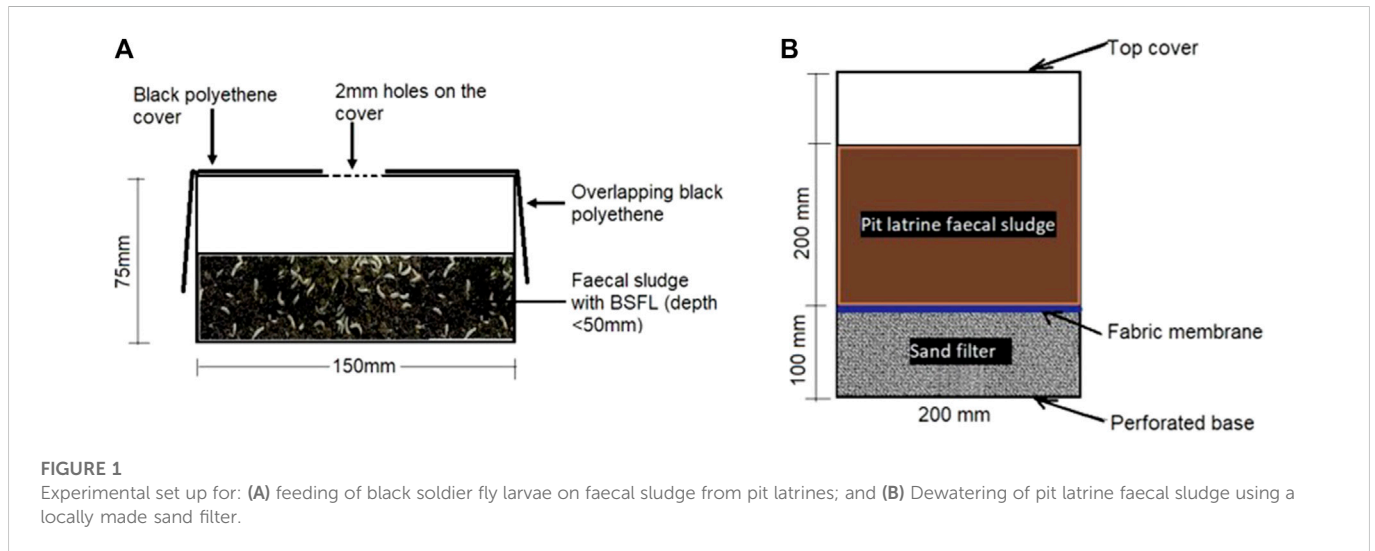 A
Black polyethene
cover
2mm holes on the
cover
Overlapping black
polyethene
75mm
Faecal sludge
with BSFL (depth
<50mm)
150mm
B
Top cover
200 mm
Pit latrine faecal sludge
Fabric membrane
100 mm
Sand filter
Perforated base
200 mm
FIGURE 1
Experimental set up for: (A) feeding of black soldier fly larvae on faecal sludge from pit latrines; and (B) Dewatering of pit latrine faecal sludge using a
locally made sand filter.